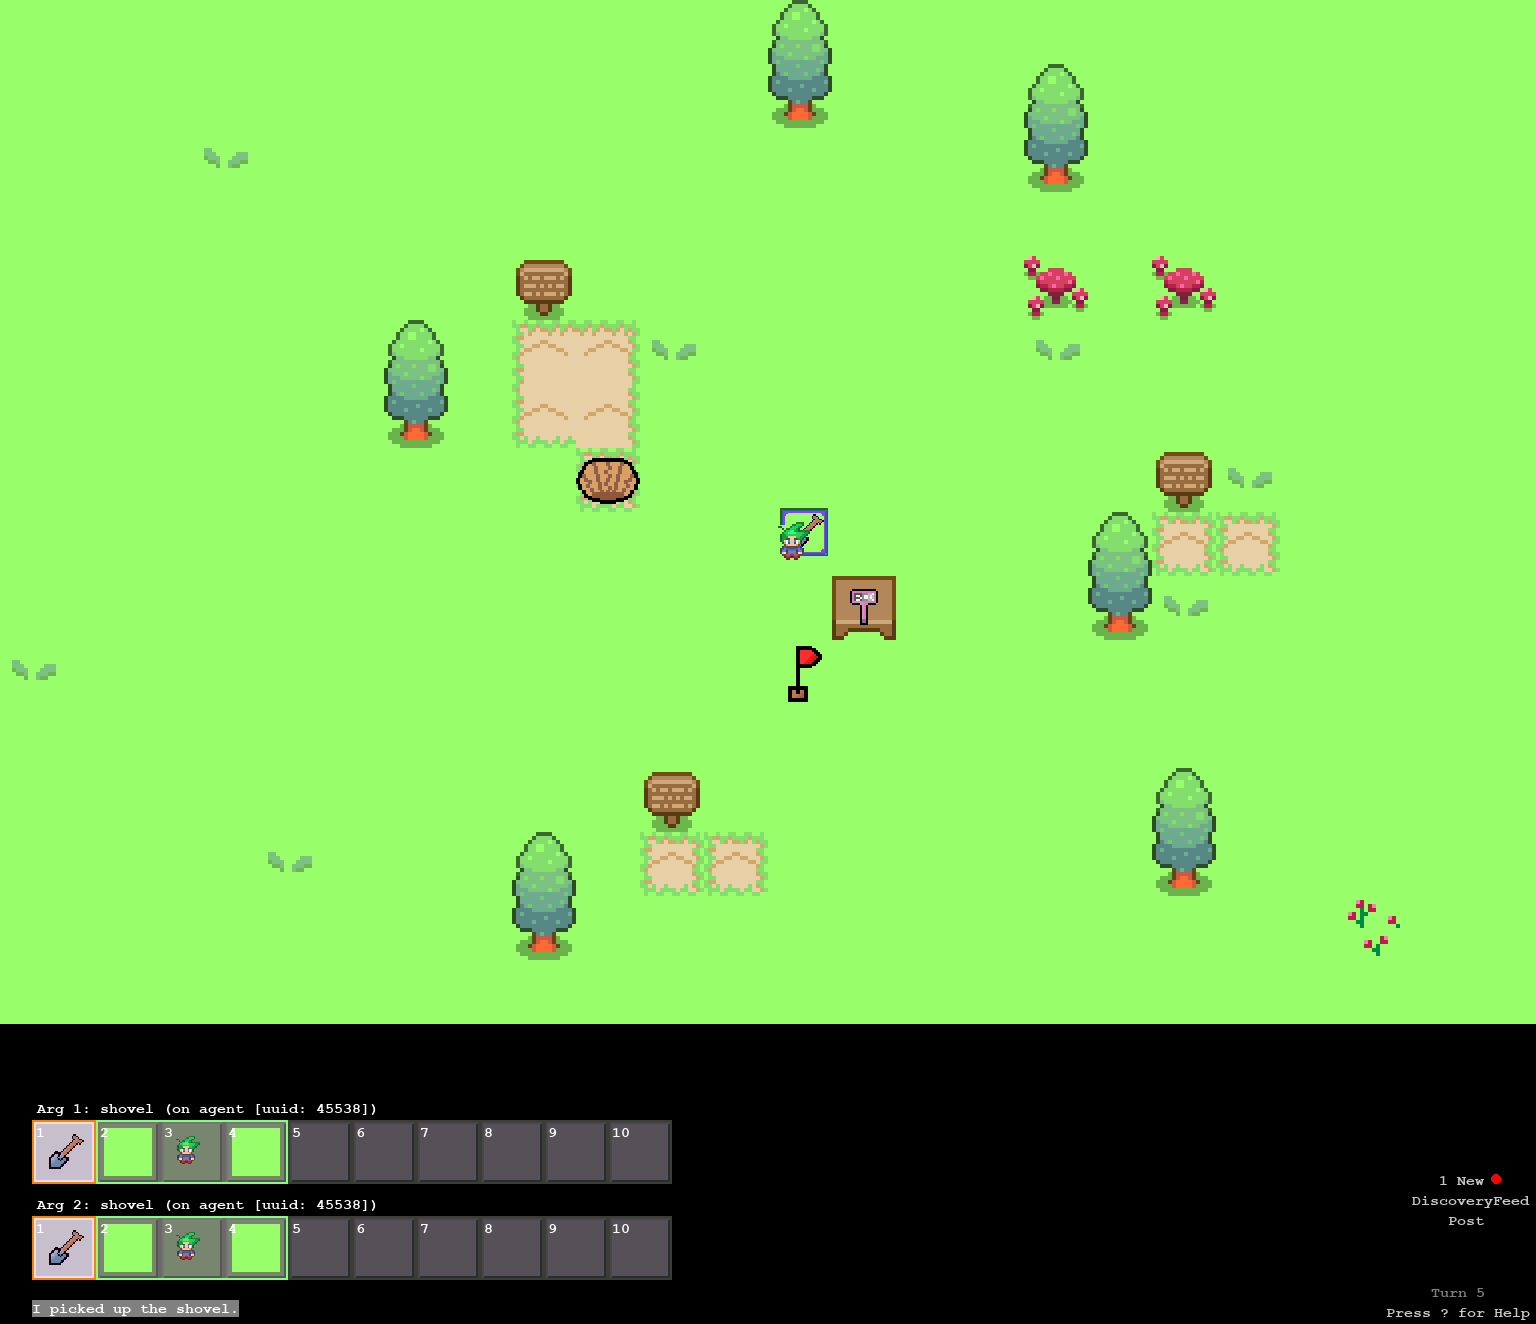 Arg 1: shovel (on agent [uuid: 45538])
1 2 3 4 5 6 7 8 9 10
Arg 2: shovel (on agent [uuid: 45538])
1 2 3 4 5 6 7 8 9 10
I picked up the shovel.
1 New
DiscoveryFeed
Post
Turn 5
Press ? for Help